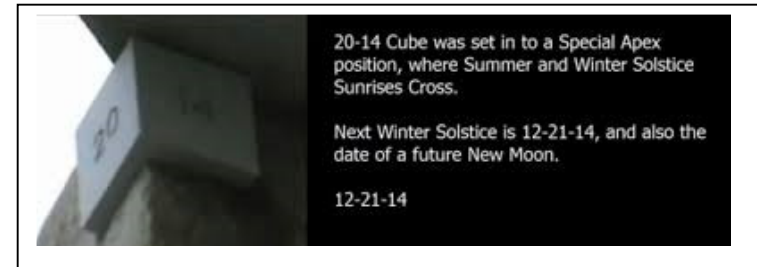 20 14
20-14 Cube was set in to a Special Apex
position, where Summer and Winter Solstice
Sunrises Cross.
Next Winter Solstice is 12-21-14, and also the
date of a future New Moon.
12-21-14